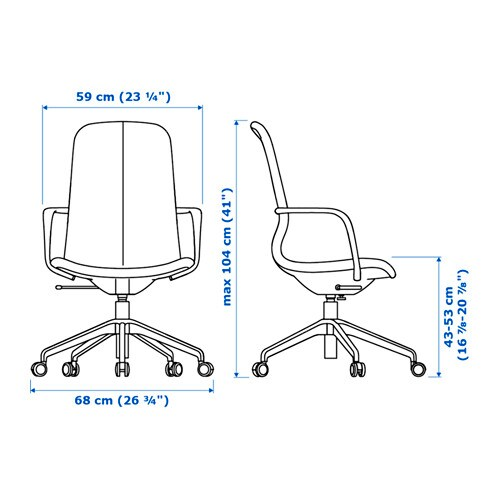 59 cm (23 ¼")
max 104 cm (41")
43-53 cm
(16 ⅞-20 ⅞")
68 cm (26 ¾")